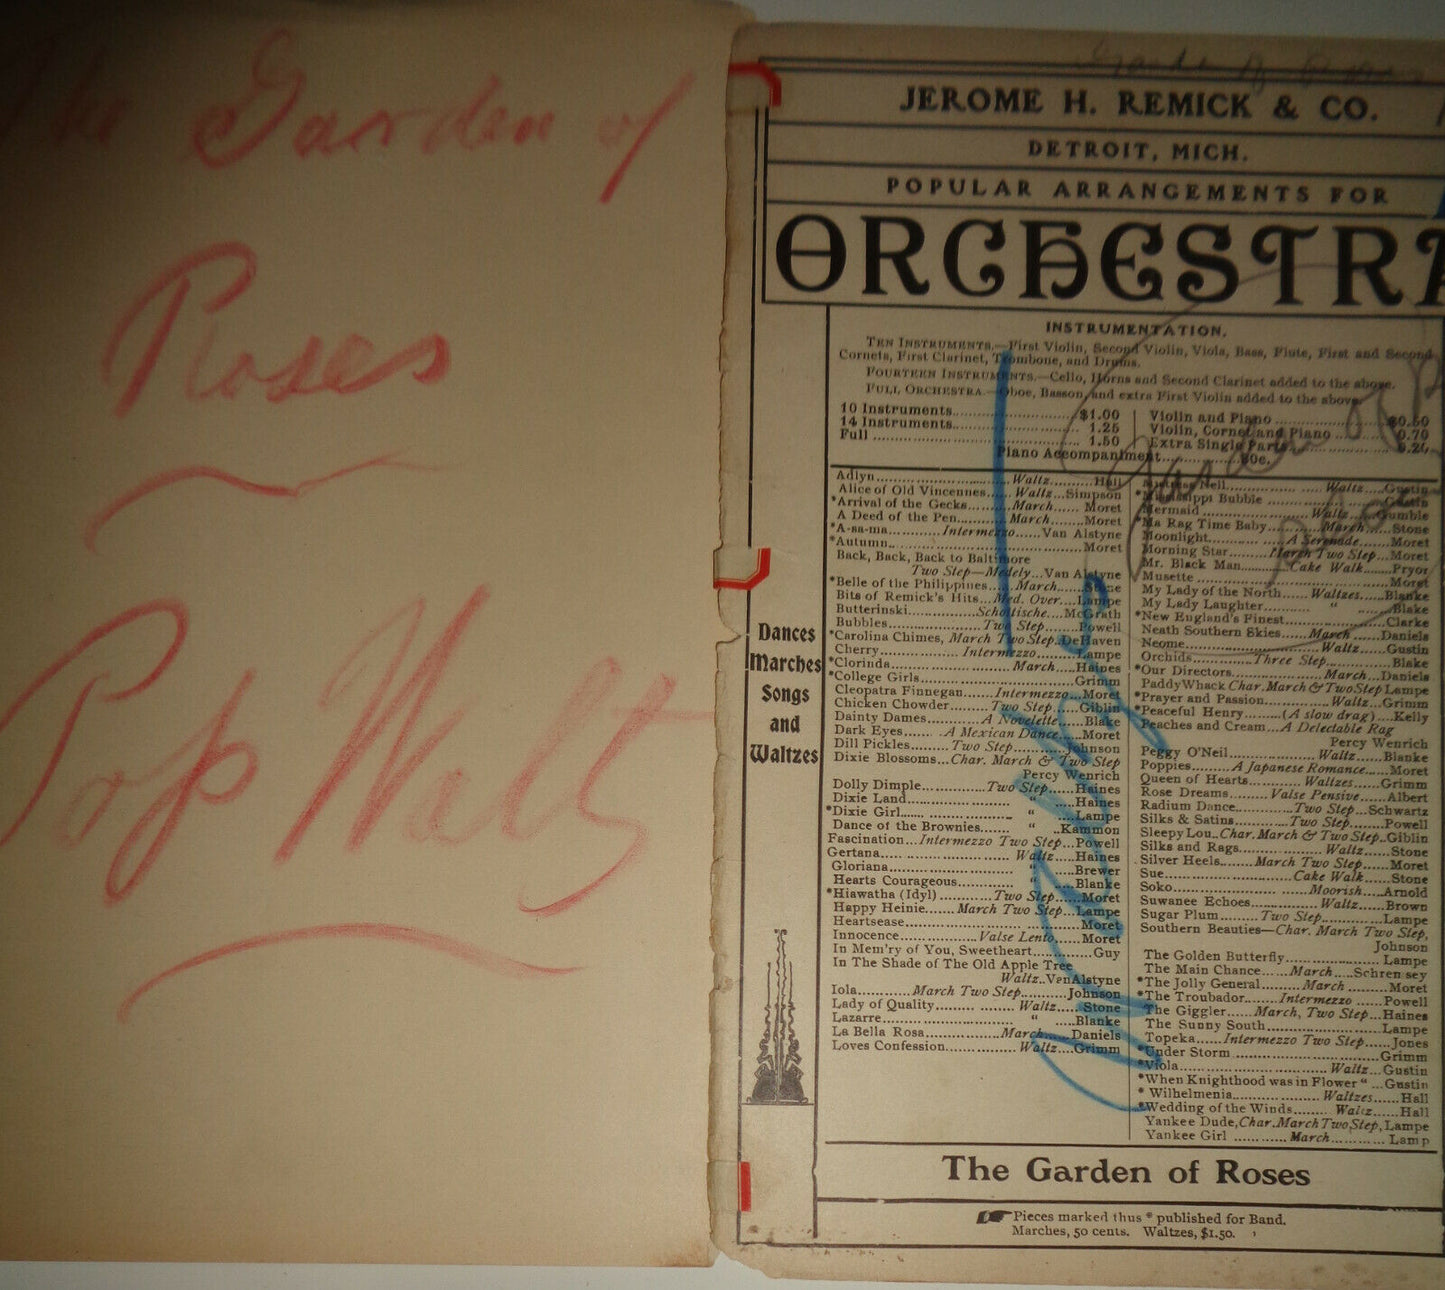 The Garden of
Roses
Pop Waltz
JEROME H. REMICK & CO.
DETROIT, MICH.
POPULAR ARRANGEMENTS FOR
ORCHESTRA
INSTRUMENTATION.
TEN INSTRUMENTS.—First Violin, Second Violin, Viola, Bass, Flute, First and Second
Cornets, First Clarinet, Trombone, and Drums.
FOURTEEN INSTRUMENTS.—Cello, Horns and Second Clarinet added to the above.
FULL ORCHESTRA.—Oboe, Basson, and extra First Violin added to the above.
10 Instruments........$1.00
14 Instruments........1.25
Full........1.50
Violin and Piano........$0.50
Violin, Cornet and Piano..0.70
Extra Single Parts........
Piano Accompaniment........
Dances
Marches
Songs
and
Waltzes
Adlyn........Waltz....Hall
Alice of Old Vincennes.....Waltz...Simpson
*Arrival of the Gecks........March......Moret
A Deed of the Pen........March......Moret
*A-sa-ma........Intermezzo......Van Alstyne
*Autumn........Moret
Back, Back, Back to Baltimore
Two Step—Medely...Van Alstyne
*Belle of the Philippines...March......Stone
Bits of Remick's Hits...Med. Over....Lampe
Butterinski........Schottische....McGrath
Bubbles........Two Step........Powell
*Carolina Chimes, March Two Step.DeHaven
Cherry........Intermezzo........Lampe
*Clorinda........March......Haines
*College Girls........Grimm
Cleopatra Finnegan......Intermezzo...Moret
Chicken Chowder........Two Step....Giblin
Dainty Dames........A Novelette.....Blake
Dark Eyes.......A Mexican Dance....Moret
Dill Pickles........Two Step........Johnson
Dixie Blossoms...Char. March & Two Step
Percy Wenrich
Dolly Dimple........Two Step......Haines
Dixie Land........“.....Haines
*Dixie Girl........“.....Lampe
Dance of the Brownies.......“..Kammon
Fascination...Intermezzo Two Step...Powell
Gertana........Waltz....Haines
Gloriana........“.....Brewer
Hearts Courageous........“.....Blanke
*Hiawatha (Idyl)........Two Step......Moret
Happy Heinie......March Two Step...Lampe
Heartsease........Moret
Innocence........Valse Lento......Moret
In Mem'ry of You, Sweetheart........Guy
In The Shade of The Old Apple Tree
Waltz..VanAlstyne
Iola........March Two Step........Johnson
Lady of Quality........Waltz....Stone
Lazarre........“.....Blanke
La Bella Rosa........March......Daniels
Loves Confession........Waltz....Grimm
Nell........Waltz....Gustin
*Mississippi Bubble........Gustin
Mermaid........Waltz....Gumble
*Ma Rag Time Baby........March....Stone
Moonlight........A Serenade......Moret
Morning Star........March Two Step...Moret
Mr. Black Man........Cake Walk......Pryor
Musette........Moret
My Lady of the North......Waltzes....Blanke
My Lady Laughter........“......Blake
*New England's Finest........Clarke
Neath Southern Skies......March......Daniels
Neome........Waltz......Gustin
Orchids........Three Step........Blake
*Our Directors........March....Daniels
PaddyWhack Char.March & TwoStep Lampe
*Prayer and Passion........Waltz...Grimm
*Peaceful Henry........(A slow drag)....Kelly
Peaches and Cream...A Delectable Rag
Percy Wenrich
Peggy O'Neil........Waltz......Blanke
Poppies........A Japanese Romance.....Moret
Queen of Hearts........Waltzes......Grimm
Rose Dreams........Valse Pensive......Albert
Radium Dance........Two Step....Schwartz
Silks & Satins........Two Step........Powell
Sleepy Lou..Char.March & Two Step..Giblin
Silks and Rags........Waltz......Stone
Silver Heels.......March Two Step......Moret
Sue........Cake Walk......Stone
Soko........Moorish....Arnold
Suwanee Echoes........Waltz......Brown
Sugar Plum........Two Step........Lampe
Southern Beauties—Char. March Two Step,
Johnson
The Golden Butterfly........Lampe
The Main Chance......March....Schrensey
*The Jolly General........March........Moret
*The Troubador........Intermezzo......Powell
The Giggler......March, Two Step...Haines
The Sunny South........Lampe
Topeka.....Intermezzo Two Step......Jones
*Under Storm........Grimm
*Viola........Waltz...Gustin
*When Knighthood was in Flower “...Gustin
*Wilhelmenia........Waltzes......Hall
*Wedding of the Winds........Waltz......Hall
Yankee Dude, Char.March Two Step, Lampe
Yankee Girl........March........Lamp
The Garden of Roses
Pieces marked thus * published for Band.
Marches, 50 cents. Waltzes, $1.50.